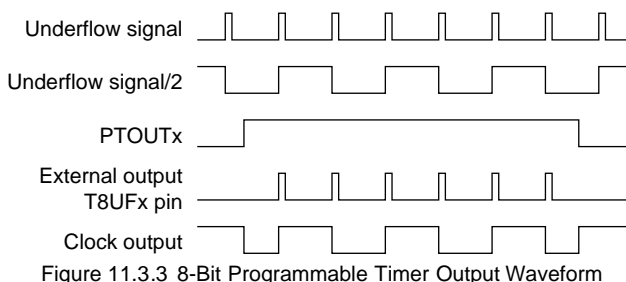 Underflow signal
Underflow signal/2
PTOUTx
External output
T8UFx pin
Clock output
Figure 11.3.3 8-Bit Programmable Timer Output Waveform